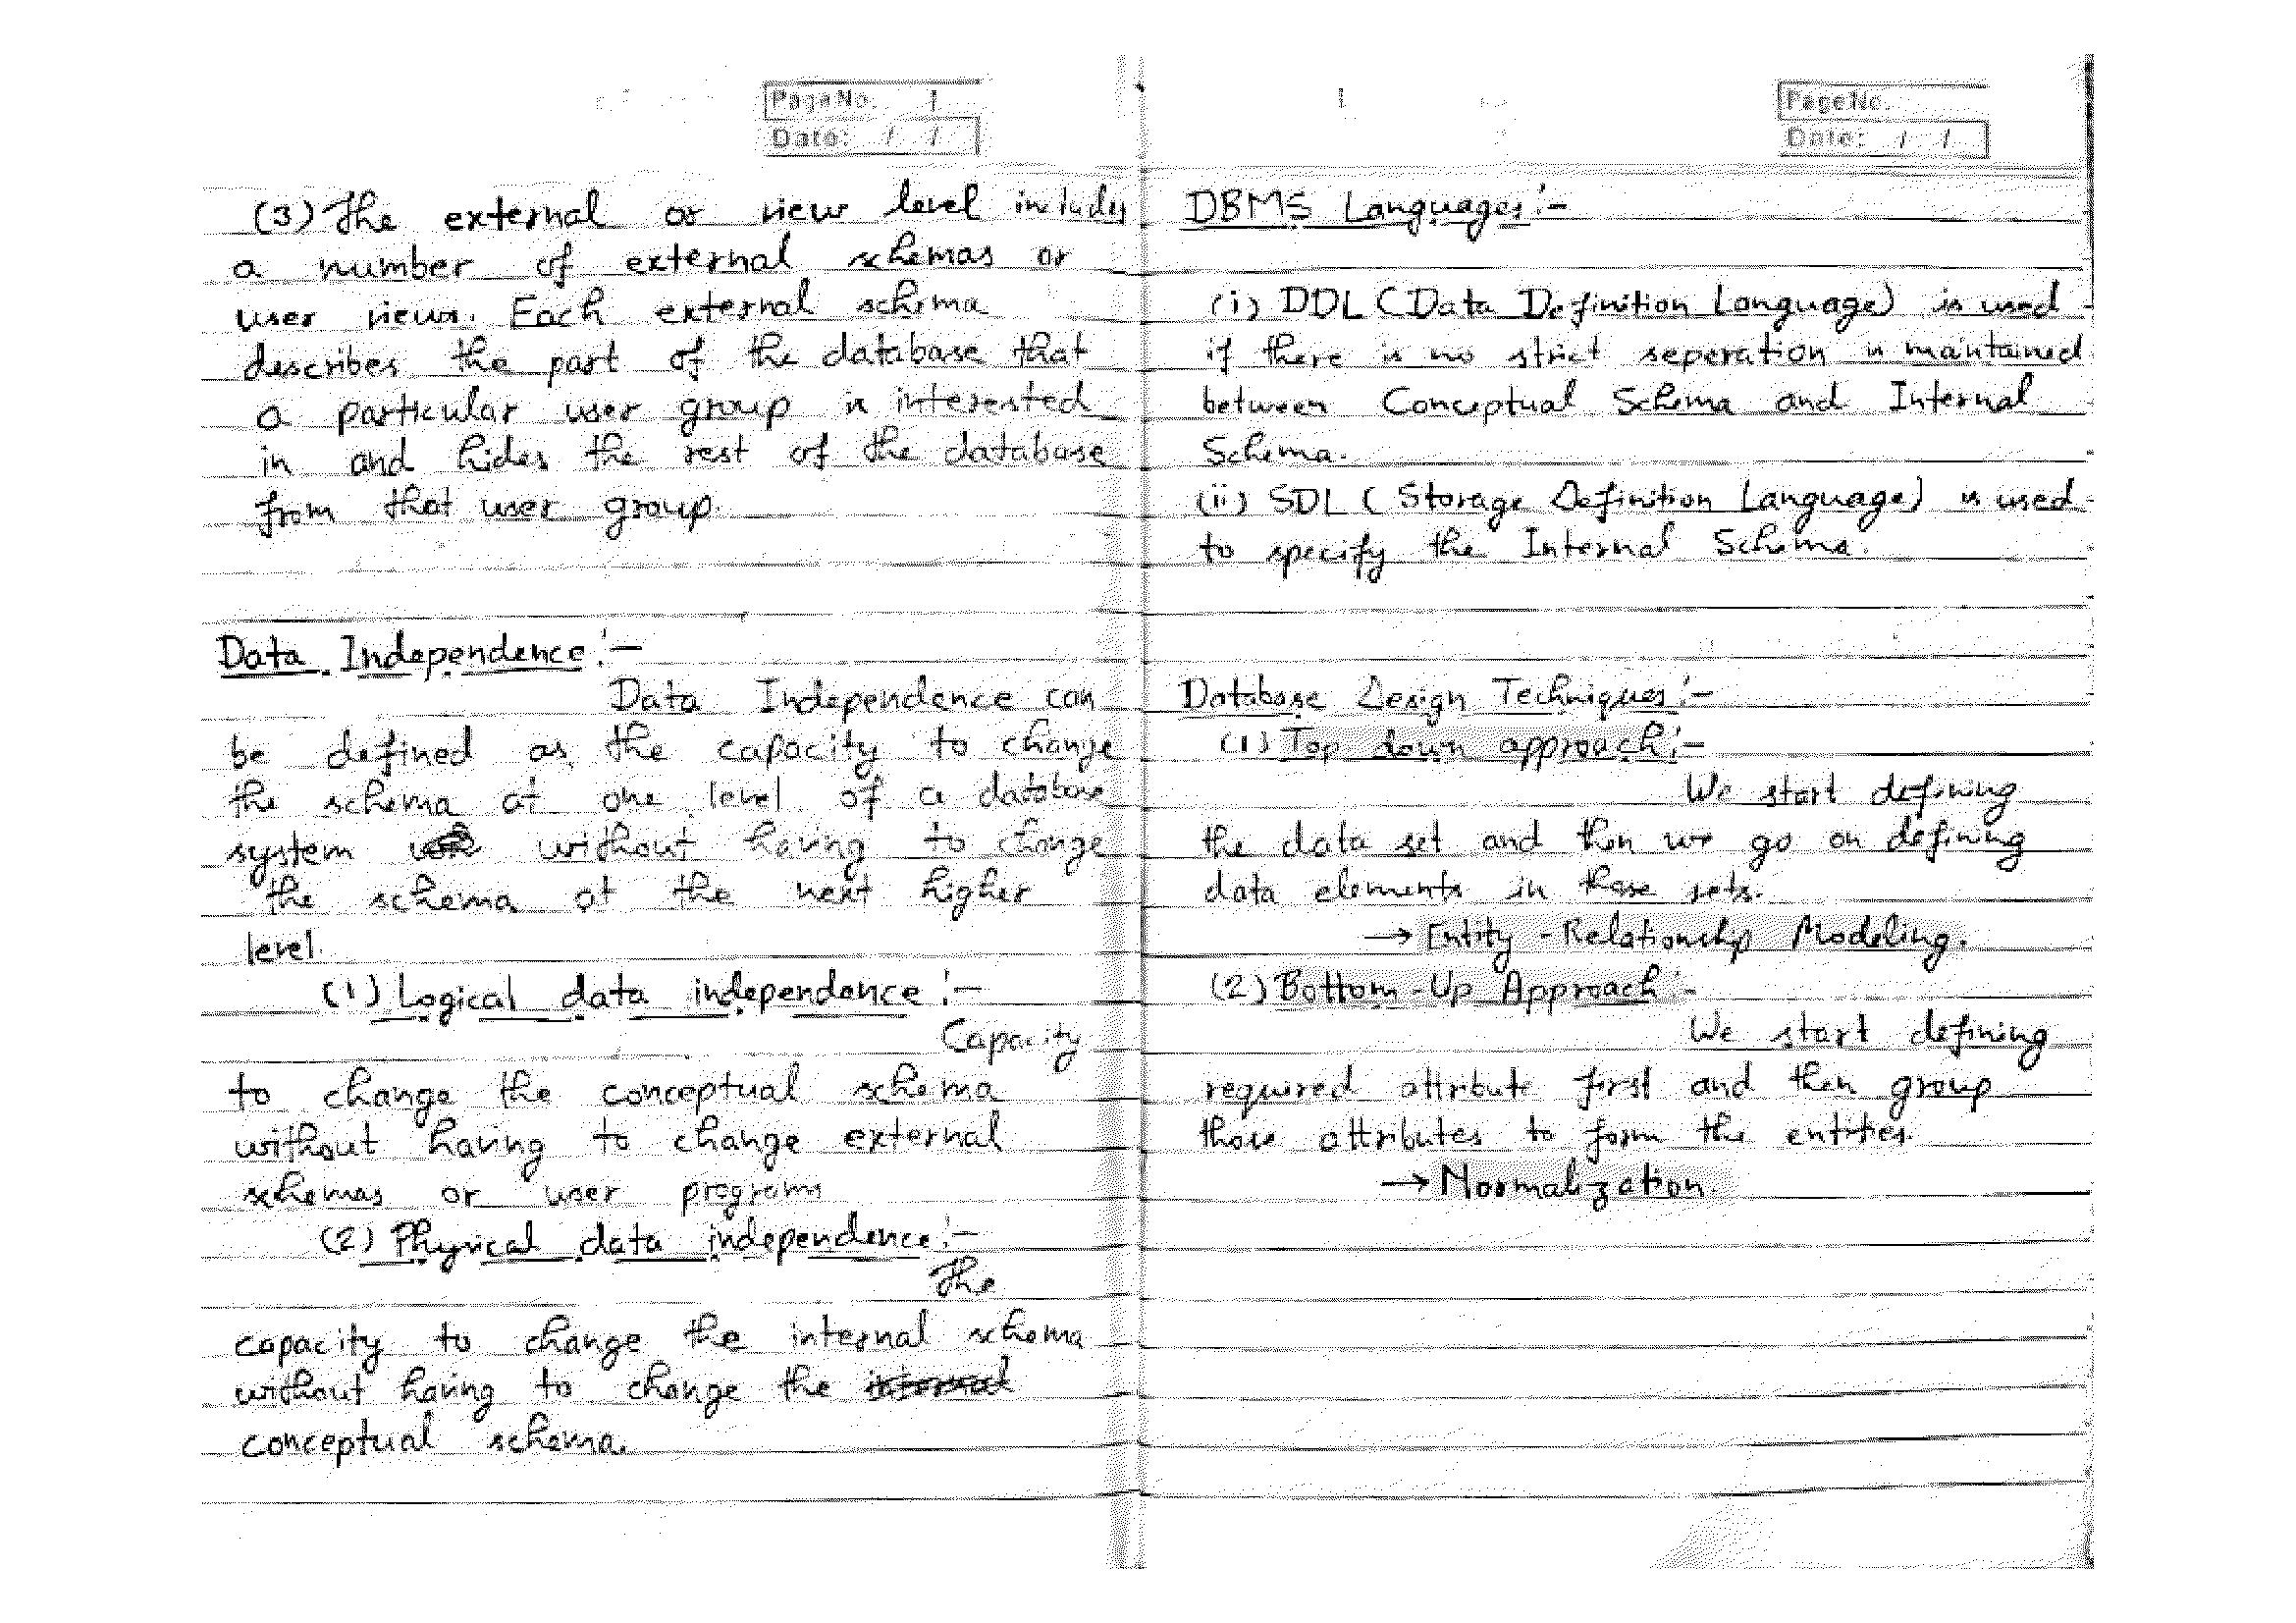 PageNo. 1
Date: / /
(3) The external or view level includes
a number of external schemas or
user views. Each external schema
describes the part of the database that
a particular user group is interested
in and hides the rest of the database
from that user group.
Data Independence :-
Data Independence can
be defined as the capacity to change
the schema at one level of a database
system without having to change
the schema at the next higher
level.
(1) Logical data independence :-
Capacity
to change the conceptual schema
without having to change external
schemas or user programs
(2) Physical data independence :-
The
capacity to change the internal schema
without having to change the internal
conceptual schema.
PageNo.
Date: / /
DBMS Languages :-
(i) DDL (Data Definition Language) is used
if there is no strict seperation is maintained
between Conceptual Schema and Internal
Schema.
(ii) SDL (Storage Definition Language) is used
to specify the Internal Schema.
Database Design Techniques :-
(1) Top down approach :-
We start defining
the data set and then we go on defining
data elements in those sets.
→ Entity - Relationship Modeling.
(2) Bottom-Up Approach :-
We start defining
required attribute first and then group
those attributes to form the entities.
→ Normalization.